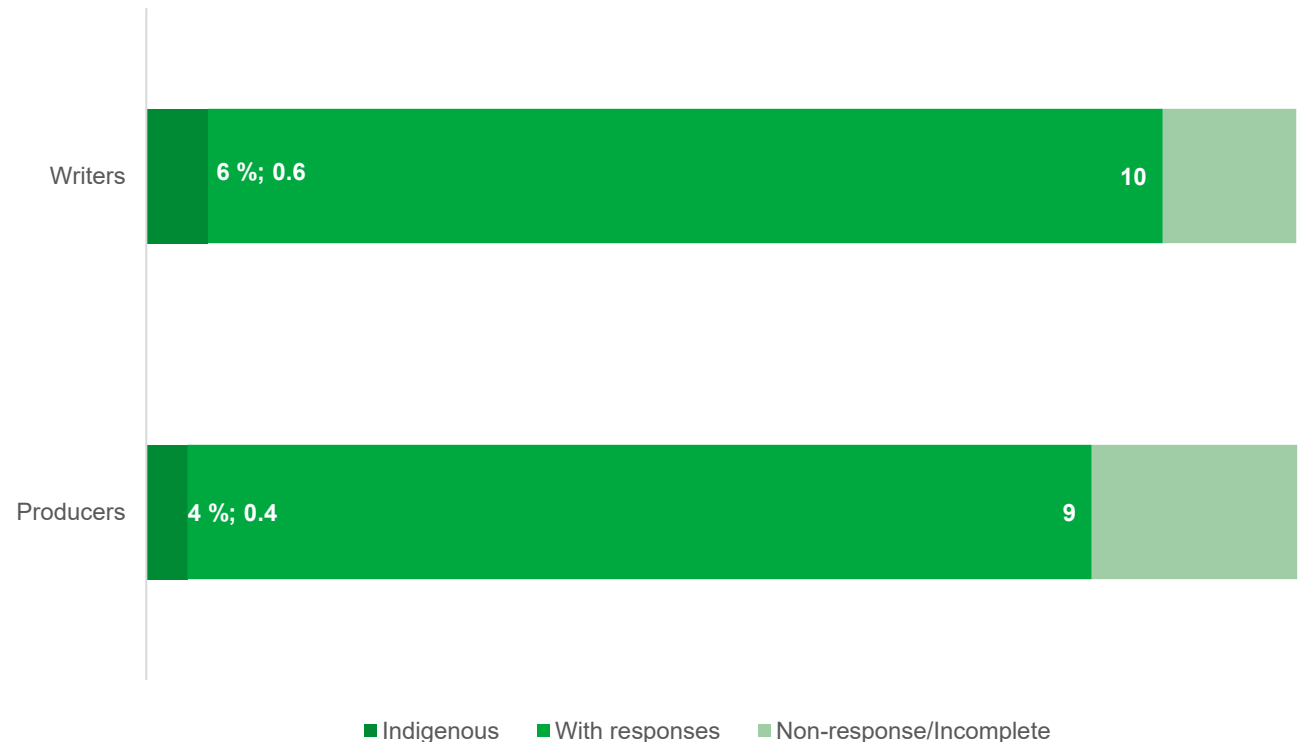 Writers
6 %; 0.6
10
Producers
4 %; 0.4
9
Indigenous
With responses
Non-response/Incomplete